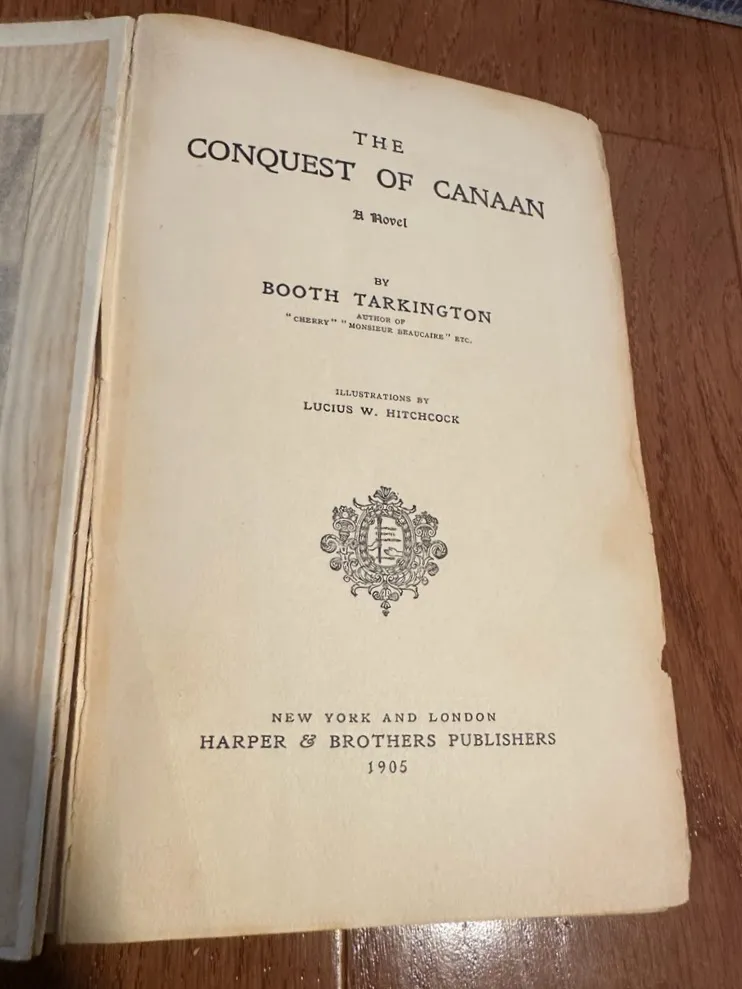 THE
CONQUEST OF CANAAN
A Novel
BY
BOOTH TARKINGTON
AUTHOR OF
"CHERRY" "MONSIEUR BEAUCAIRE" ETC.
ILLUSTRATIONS BY
LUCIUS W. HITCHCOCK
NEW YORK AND LONDON
HARPER & BROTHERS PUBLISHERS
1905